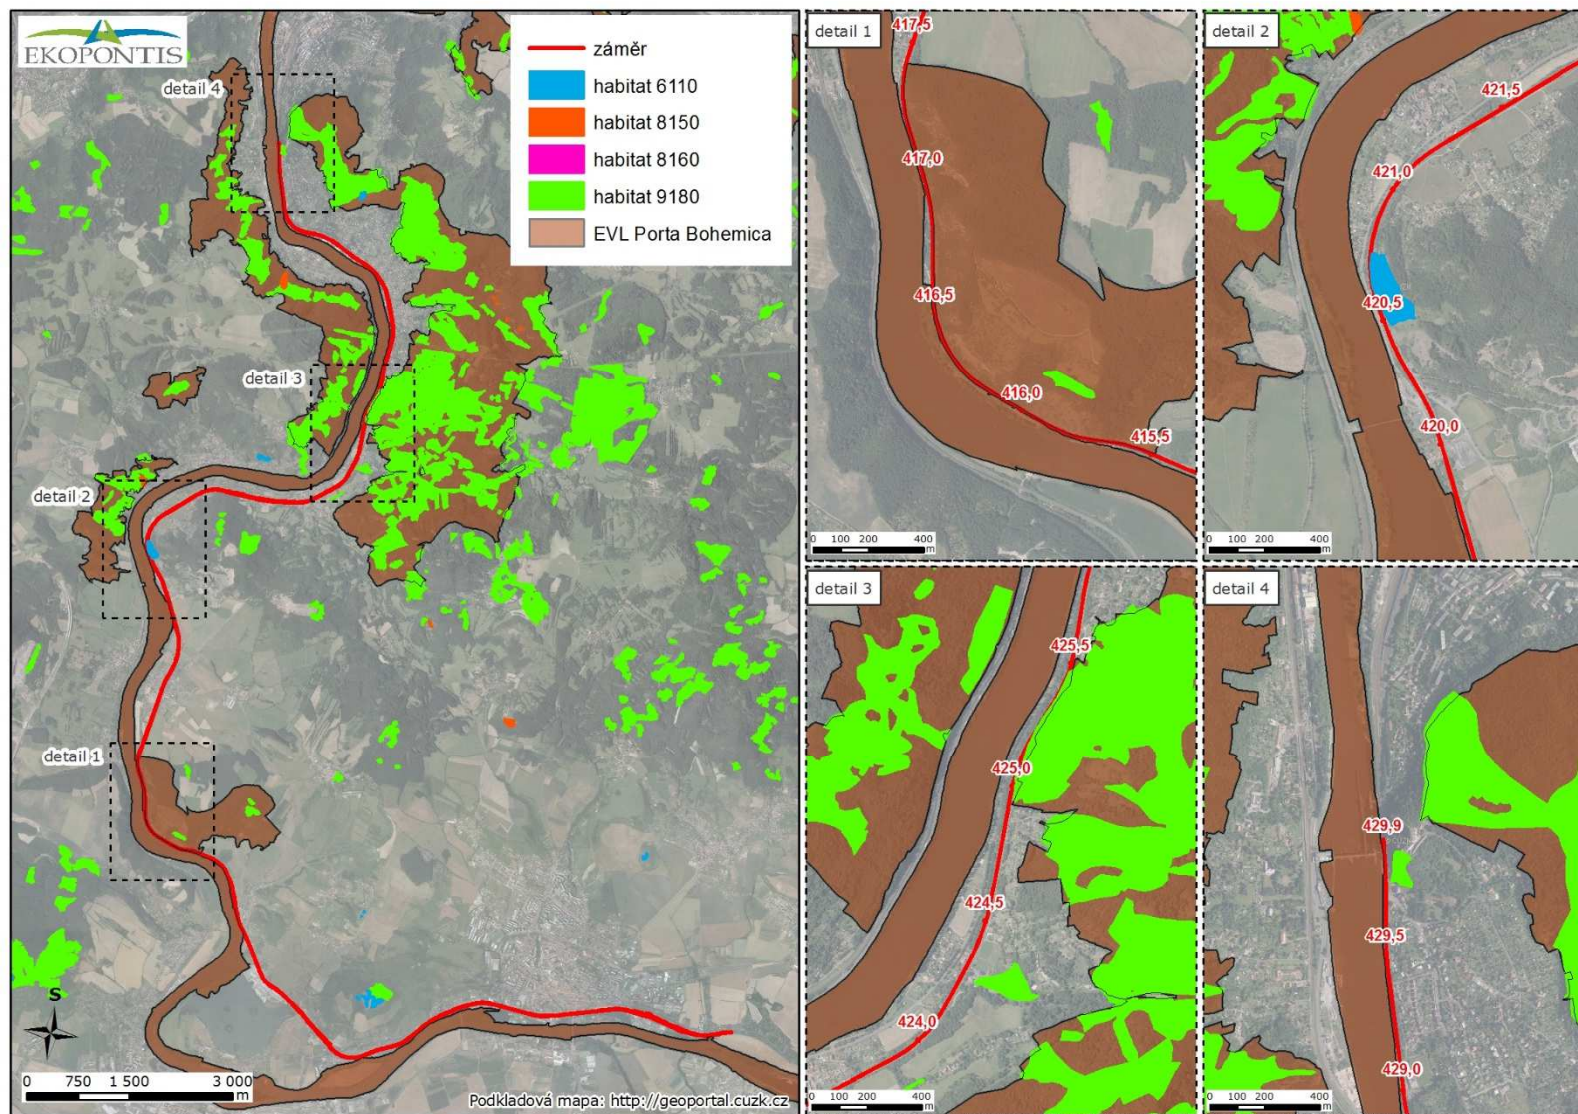 EKOPONTIS
záměr
habitat 6110
habitat 8150
habitat 8160
habitat 9180
EVL Porta Bohemica
detail 4
detail 3
detail 2
detail 1
S
0 750 1 500 3 000
m
Podkladová mapa: http://geoportal.cuzk.cz
detail 1
417,5
417,0
416,5
416,0
415,5
0 100 200 400
m
detail 2
421,5
421,0
420,5
420,0
0 100 200 400
m
detail 3
425,5
425,0
424,5
424,0
0 100 200 400
m
detail 4
429,9
429,5
429,0
0 100 200 400
m